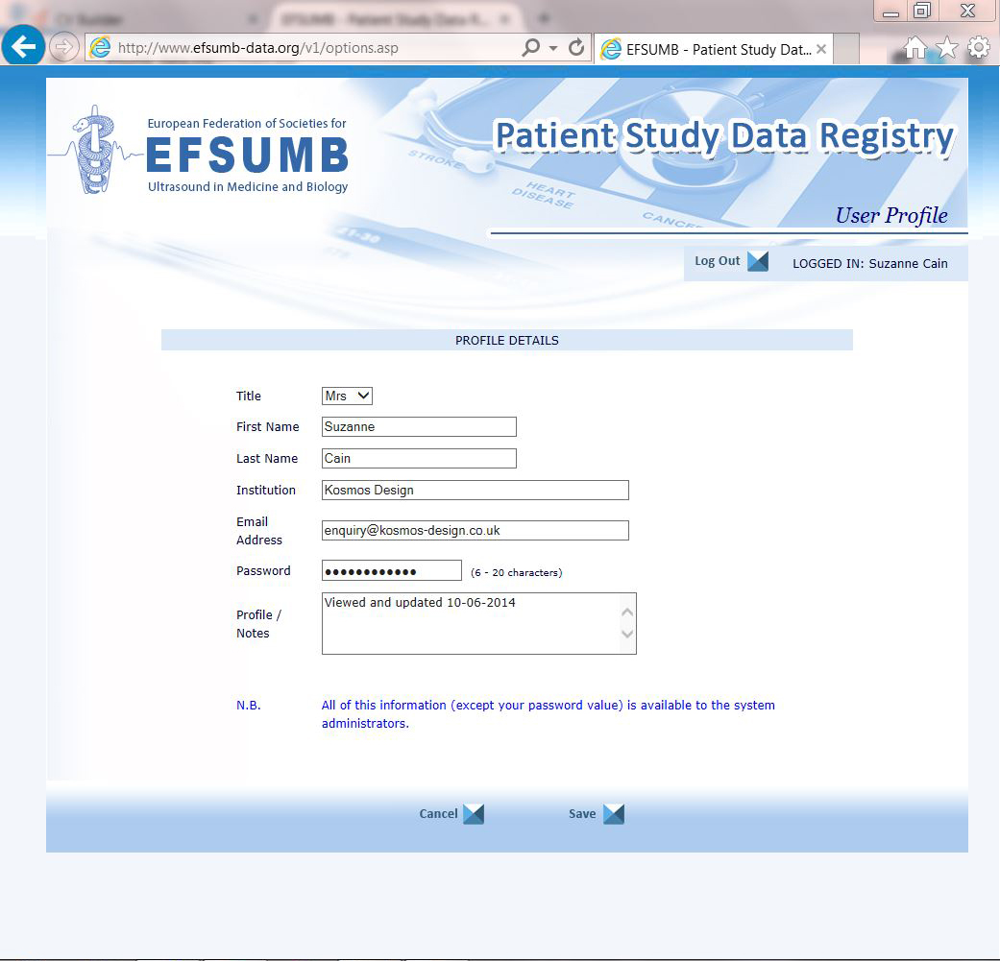 CV Builder
EFSUMB - Patient Study Data R...
http://www.efsumb-data.org/v1/options.asp
EFSUMB - Patient Study Dat...
European Federation of Societies for
EFSUMB
Ultrasound in Medicine and Biology
Patient Study Data Registry
STROKE
HEART
DISEASE
CANCER
21-30
User Profile
Log Out
LOGGED IN: Suzanne Cain
PROFILE DETAILS
Title Mrs
First Name Suzanne
Last Name Cain
Institution Kosmos Design
Email
Address enquiry@kosmos-design.co.uk
Password ●●●●●●●●●●●● (6 - 20 characters)
Profile /
Notes
Viewed and updated 10-06-2014
N.B. All of this information (except your password value) is available to the system
administrators.
Cancel
Save